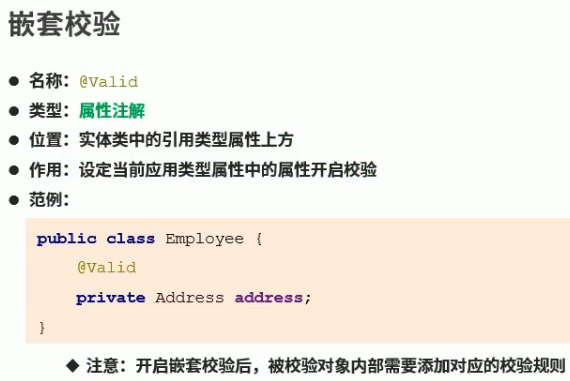 嵌套校验
● 名称：@Valid
● 类型：属性注解
● 位置：实体类中的引用类型属性上方
● 作用：设定当前应用类型属性中的属性开启校验
● 范例：
public class Employee {
@Valid
private Address address;
}
◆ 注意：开启嵌套校验后，被校验对象内部需要添加对应的校验规则